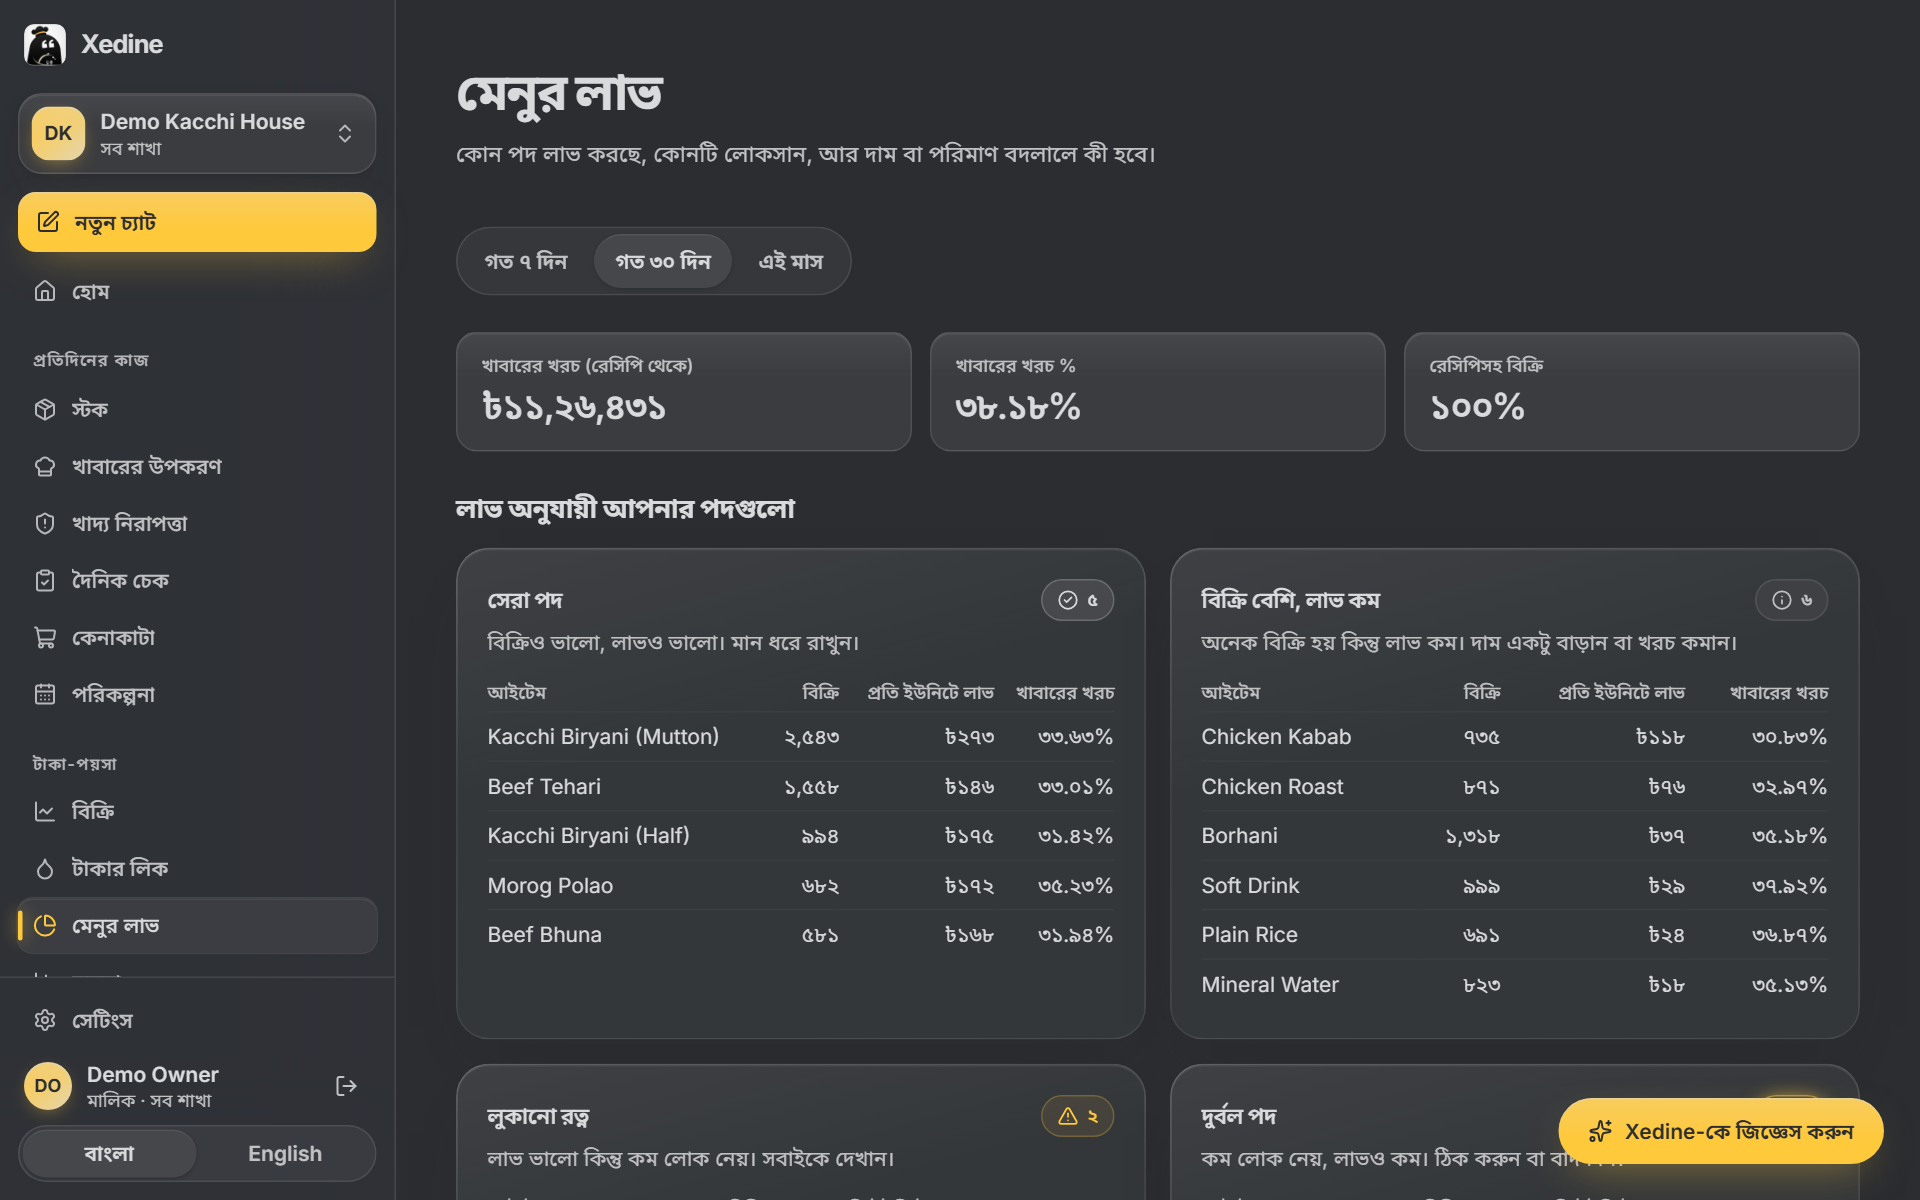 Xedine
DK
Demo Kacchi House
সব শাখা
নতুন চ্যাট
হোম
প্রতিদিনের কাজ
স্টক
খাবারের উপকরণ
খাদ্য নিরাপত্তা
দৈনিক চেক
কেনাকাটা
পরিকল্পনা
টাকা-পয়সা
বিক্রি
টাকার লিক
মেনুর লাভ
সেটিংস
DO
Demo Owner
মালিক · সব শাখা
বাংলা English
মেনুর লাভ
কোন পদ লাভ করছে, কোনটি লোকসান, আর দাম বা পরিমাণ বদলালে কী হবে।
গত ৭ দিন গত ৩০ দিন এই মাস
খাবারের খরচ (রেসিপি থেকে)
৳১১,২৬,৪৩১
খাবারের খরচ %
৩৮.১৮%
রেসিপিসহ বিক্রি
১০০%
লাভ অনুযায়ী আপনার পদগুলো
সেরা পদ ৫
বিক্রিও ভালো, লাভও ভালো। মান ধরে রাখুন।
আইটেম বিক্রি প্রতি ইউনিটে লাভ খাবারের খরচ
Kacchi Biryani (Mutton) ২,৫৪৩ ৳২৭৩ ৩৩.৬৩%
Beef Tehari ১,৫৫৮ ৳১৪৬ ৩৩.০১%
Kacchi Biryani (Half) ৯৯৪ ৳১৭৫ ৩১.৪২%
Morog Polao ৬৮২ ৳১৭২ ৩৫.২৩%
Beef Bhuna ৫৮১ ৳১৬৮ ৩১.৯৪%
বিক্রি বেশি, লাভ কম ৬
অনেক বিক্রি হয় কিন্তু লাভ কম। দাম একটু বাড়ান বা খরচ কমান।
আইটেম বিক্রি প্রতি ইউনিটে লাভ খাবারের খরচ
Chicken Kabab ৭৩৫ ৳১১৮ ৩০.৮৩%
Chicken Roast ৮৭১ ৳৭৬ ৩২.৯৭%
Borhani ১,৩১৮ ৳৩৭ ৩৫.১৮%
Soft Drink ৯৯৯ ৳২৯ ৩৭.৯২%
Plain Rice ৬৯১ ৳২৪ ৩৬.৮৭%
Mineral Water ৮২৩ ৳১৮ ৩৫.১৩%
লুকানো রত্ন ২
লাভ ভালো কিন্তু কম লোক নেয়। সবাইকে দেখান।
দুর্বল পদ
কম লোক নেয়, লাভও কম। ঠিক করুন বা
Xedine-কে জিজ্ঞেস করুন